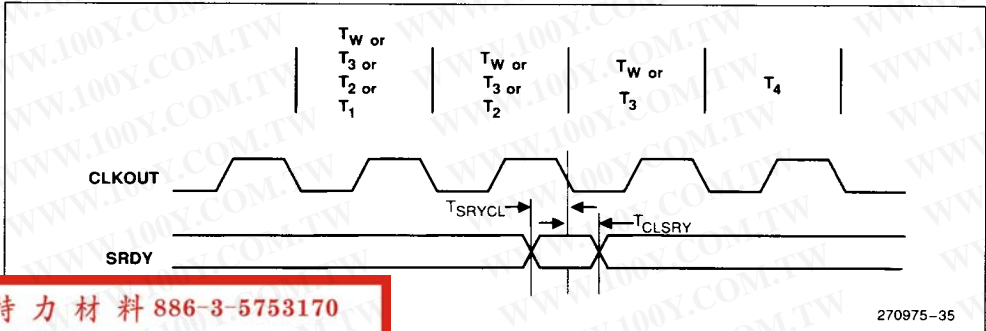 TW or
T3 or
T2 or
T1
TW or
T3 or
T2
TW or
T3
T4
CLKOUT
TSRYCL
TCLSRY
SRDY
特 力 材 料 886-3-5753170
270975-35
WWW.100Y.COM.TW